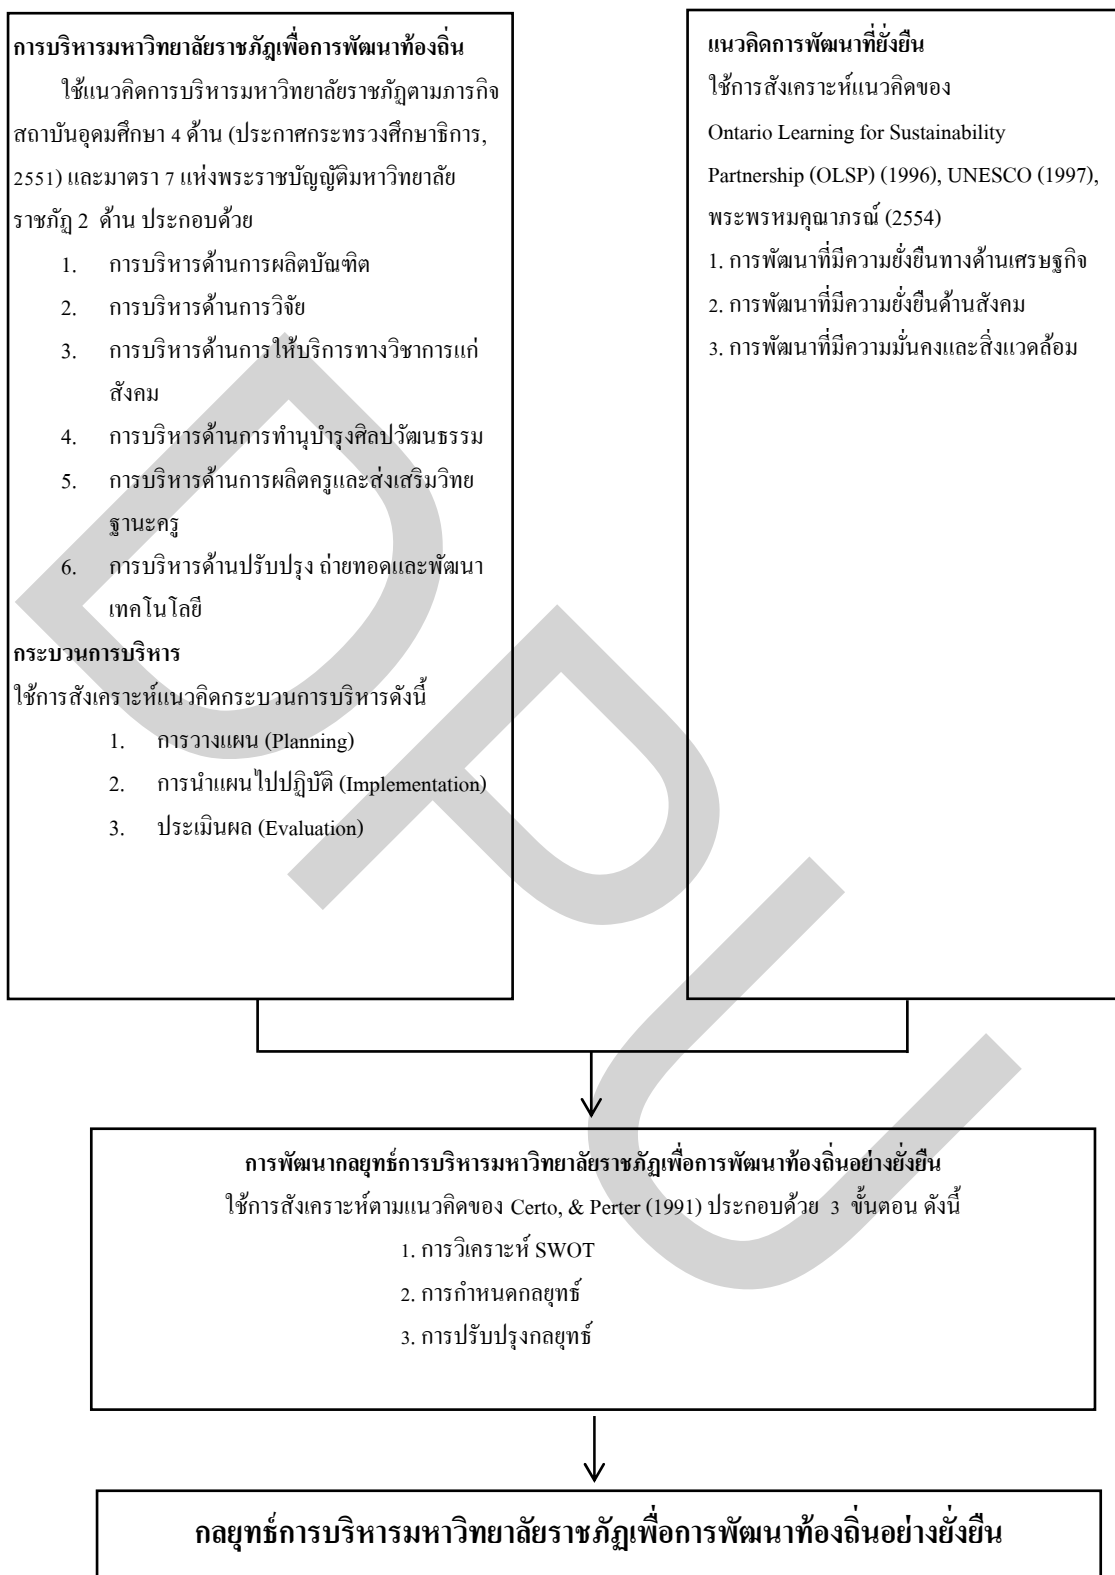 การบริหารมหาวิทยาลัยราชภัฎเพื่อการพัฒนาท้องถิ่น
ใช้แนวคิดการบริหารมหาวิทยาลัยราชภัฏตามภารกิจ
สถาบันอุดมศึกษา 4 ด้าน (ประกาศกระทรวงศึกษาธิการ,
2551) และมาตรา 7 แห่งพระราชบัญญัติมหาวิทยาลัย
ราชภัฏ 2 ด้าน ประกอบด้วย
1. การบริหารด้านการผลิตบัณฑิต
2. การบริหารด้านการวิจัย
3. การบริหารด้านการให้บริการทางวิชาการแก่
สังคม
4. การบริหารด้านการทำนุบำรุงศิลปวัฒนธรรม
5. การบริหารด้านการผลิตครูและส่งเสริมวิทย
ฐานะครู
6. การบริหารด้านปรับปรุง ถ่ายทอดและพัฒนา
เทคโนโลยี
กระบวนการบริหาร
ใช้การสังเคราะห์แนวคิดกระบวนการบริหารดังนี้
1. การวางแผน (Planning)
2. การนำแผนไปปฏิบัติ (Implementation)
3. ประเมินผล (Evaluation)
แนวคิดการพัฒนาที่ยั่งยืน
ใช้การสังเคราะห์แนวคิดของ
Ontario Learning for Sustainability
Partnership (OLSP) (1996), UNESCO (1997),
พระพรหมคุณาภรณ์ (2554)
1. การพัฒนาที่มีความยั่งยืนทางด้านเศรษฐกิจ
2. การพัฒนาที่มีความยั่งยืนด้านสังคม
3. การพัฒนาที่มีความมั่นคงและสิ่งแวดล้อม
การพัฒนากลยุทธ์การบริหารมหาวิทยาลัยราชภัฏเพื่อการพัฒนาท้องถิ่นอย่างยั่งยืน
ใช้การสังเคราะห์ตามแนวคิดของ Certo, & Perter (1991) ประกอบด้วย 3 ขั้นตอน ดังนี้
1. การวิเคราะห์ SWOT
2. การกำหนดกลยุทธ์
3. การปรับปรุงกลยุทธ์
กลยุทธ์การบริหารมหาวิทยาลัยราชภัฏเพื่อการพัฒนาท้องถิ่นอย่างยั่งยืน
DPU